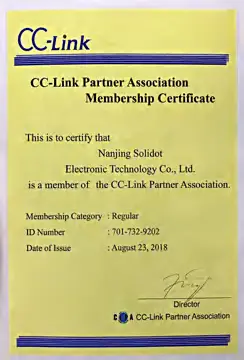 CC-Link
CC-Link Partner Association
Membership Certificate
This is to certify that
Nanjing Solidot
Electronic Technology Co., Ltd.
is a member of the CC-Link Partner Association.
Membership Category : Regular
ID Number : 701-732-9202
Date of Issue : August 23, 2018
Director
CC-Link Partner Association